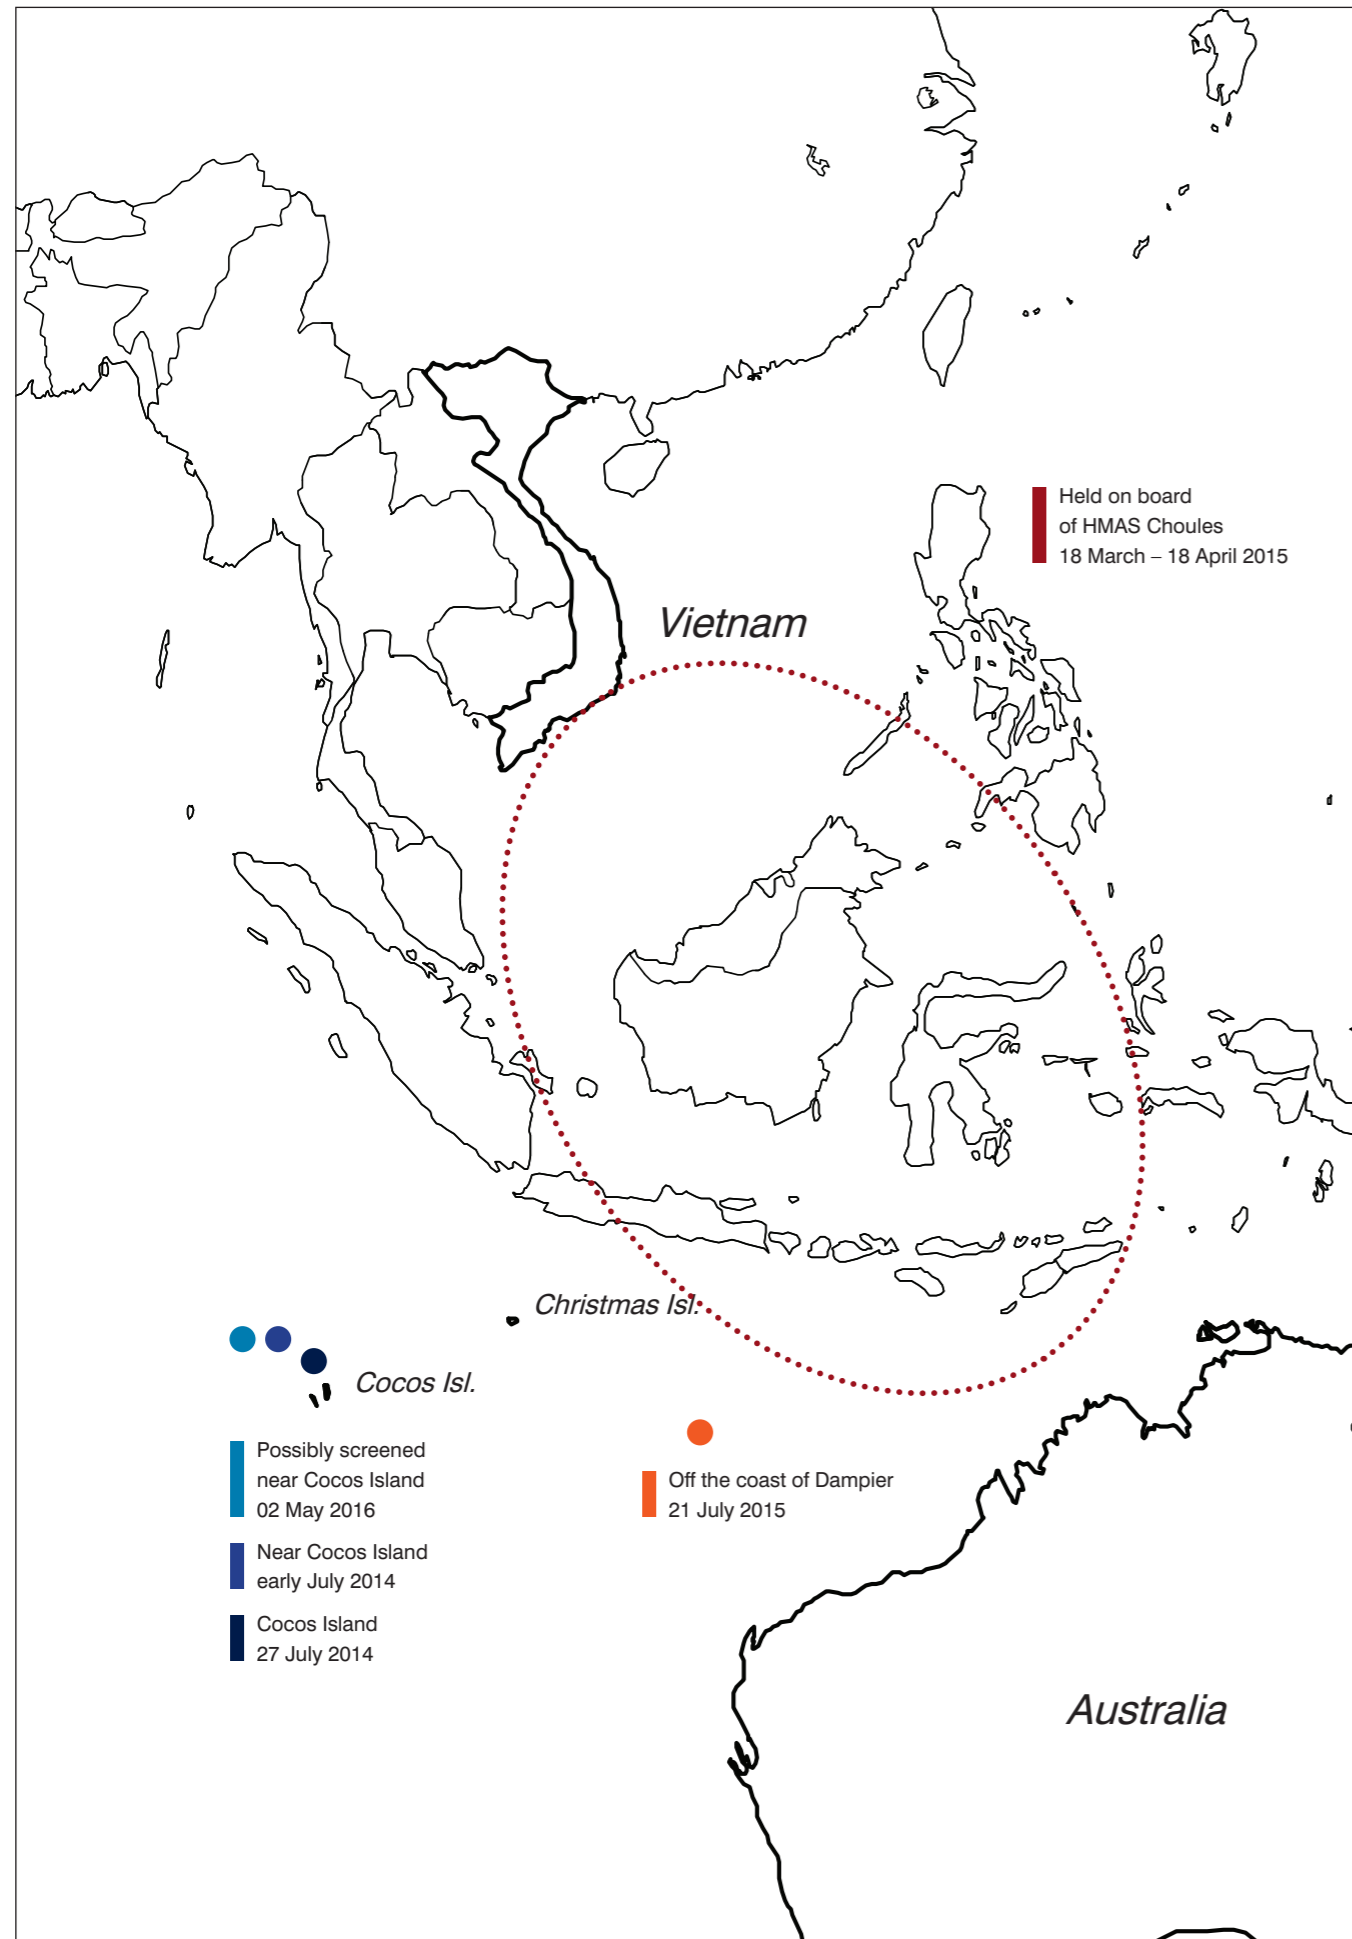 Held on board
of HMAS Choules
18 March – 18 April 2015
Vietnam
Christmas Isl.
Cocos Isl.
Possibly screened
near Cocos Island
02 May 2016
Off the coast of Dampier
21 July 2015
Near Cocos Island
early July 2014
Cocos Island
27 July 2014
Australia